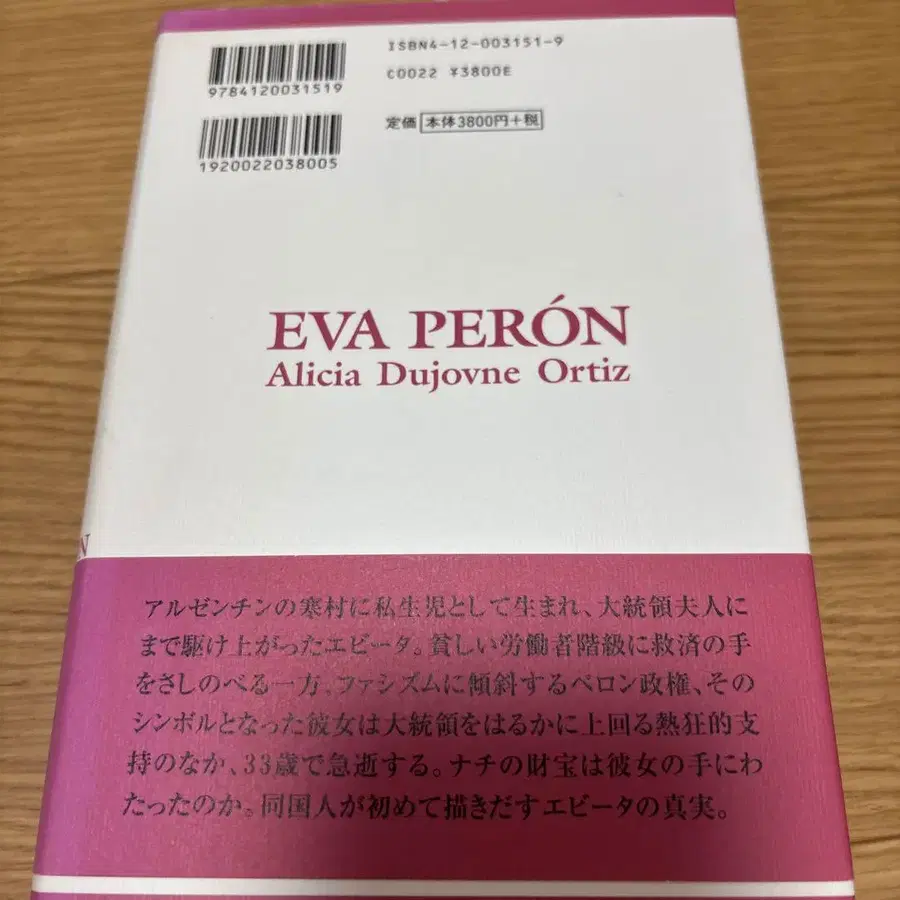 ISBN4-12-003151-9
C0022 ¥3800E
9784120031519
定価 本体3800円+税
1920022038005
EVA PERÓN
Alicia Dujovne Ortiz
N
アルゼンチンの寒村に私生児として生まれ、大統領夫人に
まで駆け上がったエビータ。貧しい労働者階級に救済の手
をさしのべる一方、ファシズムに傾斜するペロン政権、その
シンボルとなった彼女は大統領をはるかに上回る熱狂的支
持のなか、33歳で急逝する。ナチの財宝は彼女の手にわ
たったのか。同国人が初めて描きだすエビータの真実。